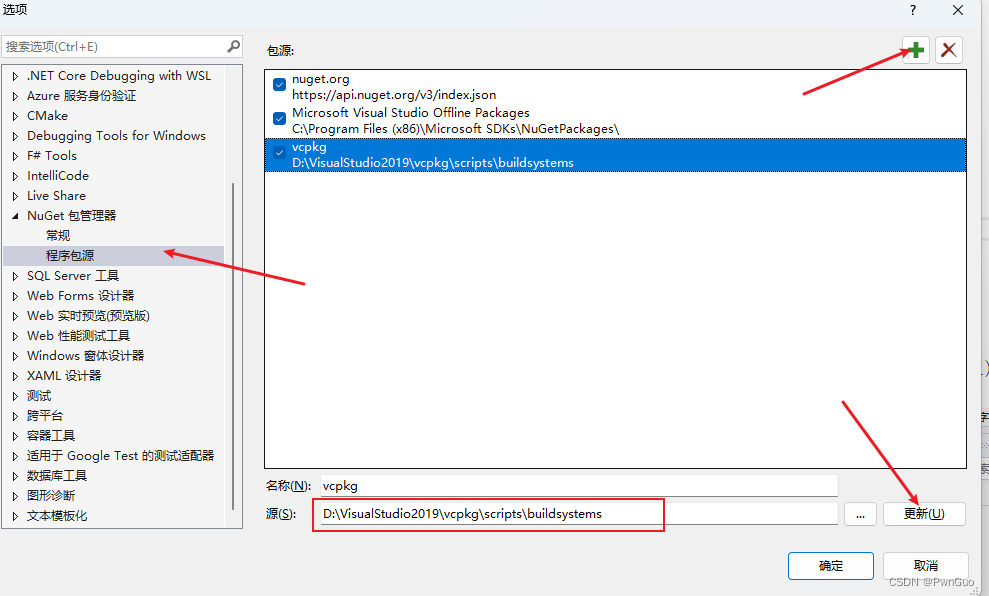 选项
?
搜索选项(Ctrl+E)
.NET Core Debugging with WSL
Azure 服务身份验证
CMake
Debugging Tools for Windows
F# Tools
IntelliCode
Live Share
NuGet 包管理器
常规
程序包源
SQL Server 工具
Web Forms 设计器
Web 实时预览(预览版)
Web 性能测试工具
Windows 窗体设计器
XAML 设计器
测试
跨平台
容器工具
适用于 Google Test 的测试适配器
数据库工具
图形诊断
文本模板化
包源:
nuget.org
https://api.nuget.org/v3/index.json
Microsoft Visual Studio Offline Packages
C:\Program Files (x86)\Microsoft SDKs\NuGetPackages\
vcpkg
D:\VisualStudio2019\vcpkg\scripts\buildsystems
名称(N): vcpkg
源(S): D:\VisualStudio2019\vcpkg\scripts\buildsystems
... 更新(U)
确定 取消
CSDN @PwnGuo